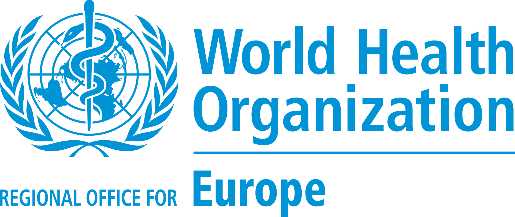 World Health
Organization
REGIONAL OFFICE FOR Europe